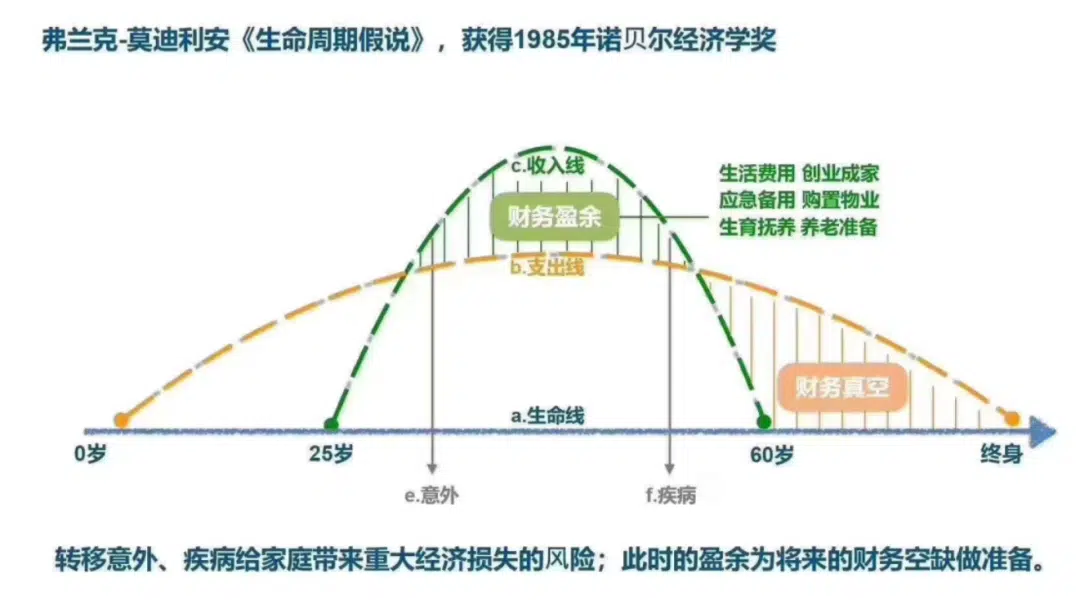 弗兰克-莫迪利安《生命周期假说》，获得1985年诺贝尔经济学奖
c.收入线
财务盈余
生活费用 创业成家
应急备用 购置物业
生育抚养 养老准备
b.支出线
财务真空
a.生命线
0岁
25岁
60岁
终身
e.意外
f.疾病
转移意外、疾病给家庭带来重大经济损失的风险；此时的盈余为将来的财务空缺做准备。